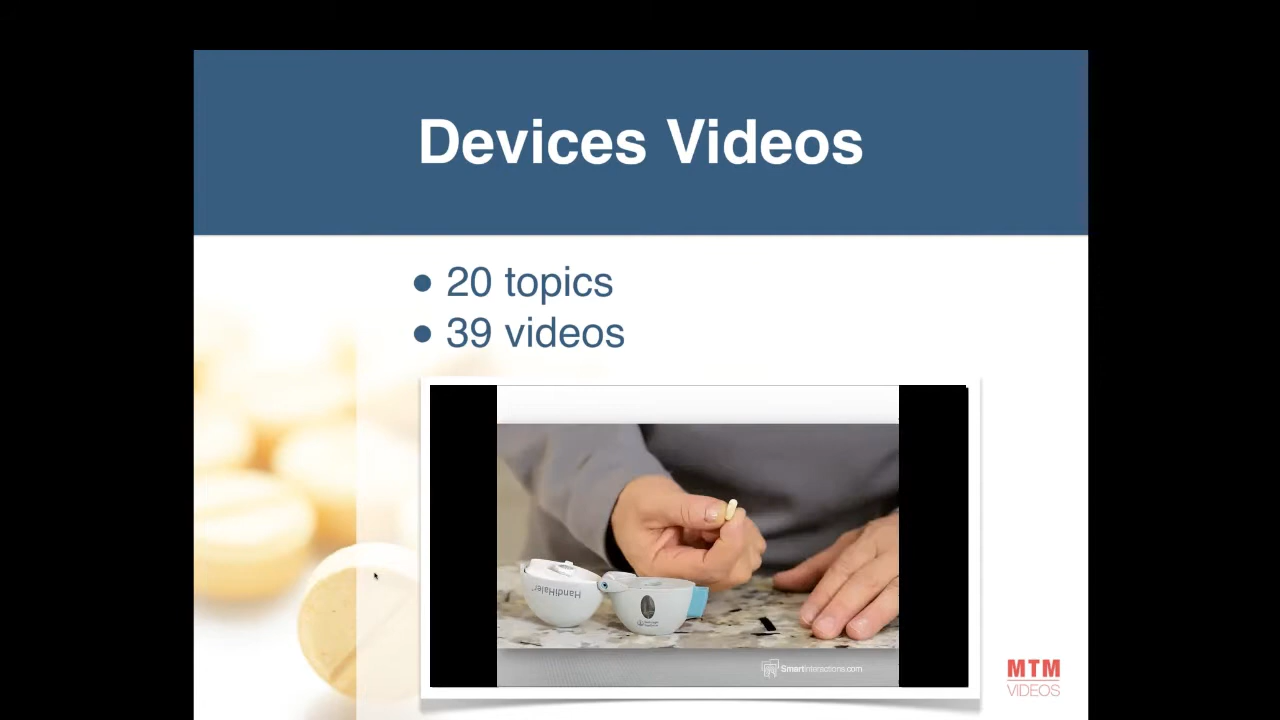 Devices Videos
● 20 topics
● 39 videos
HandiHaler
SmartInteractions.com
MTM
VIDEOS